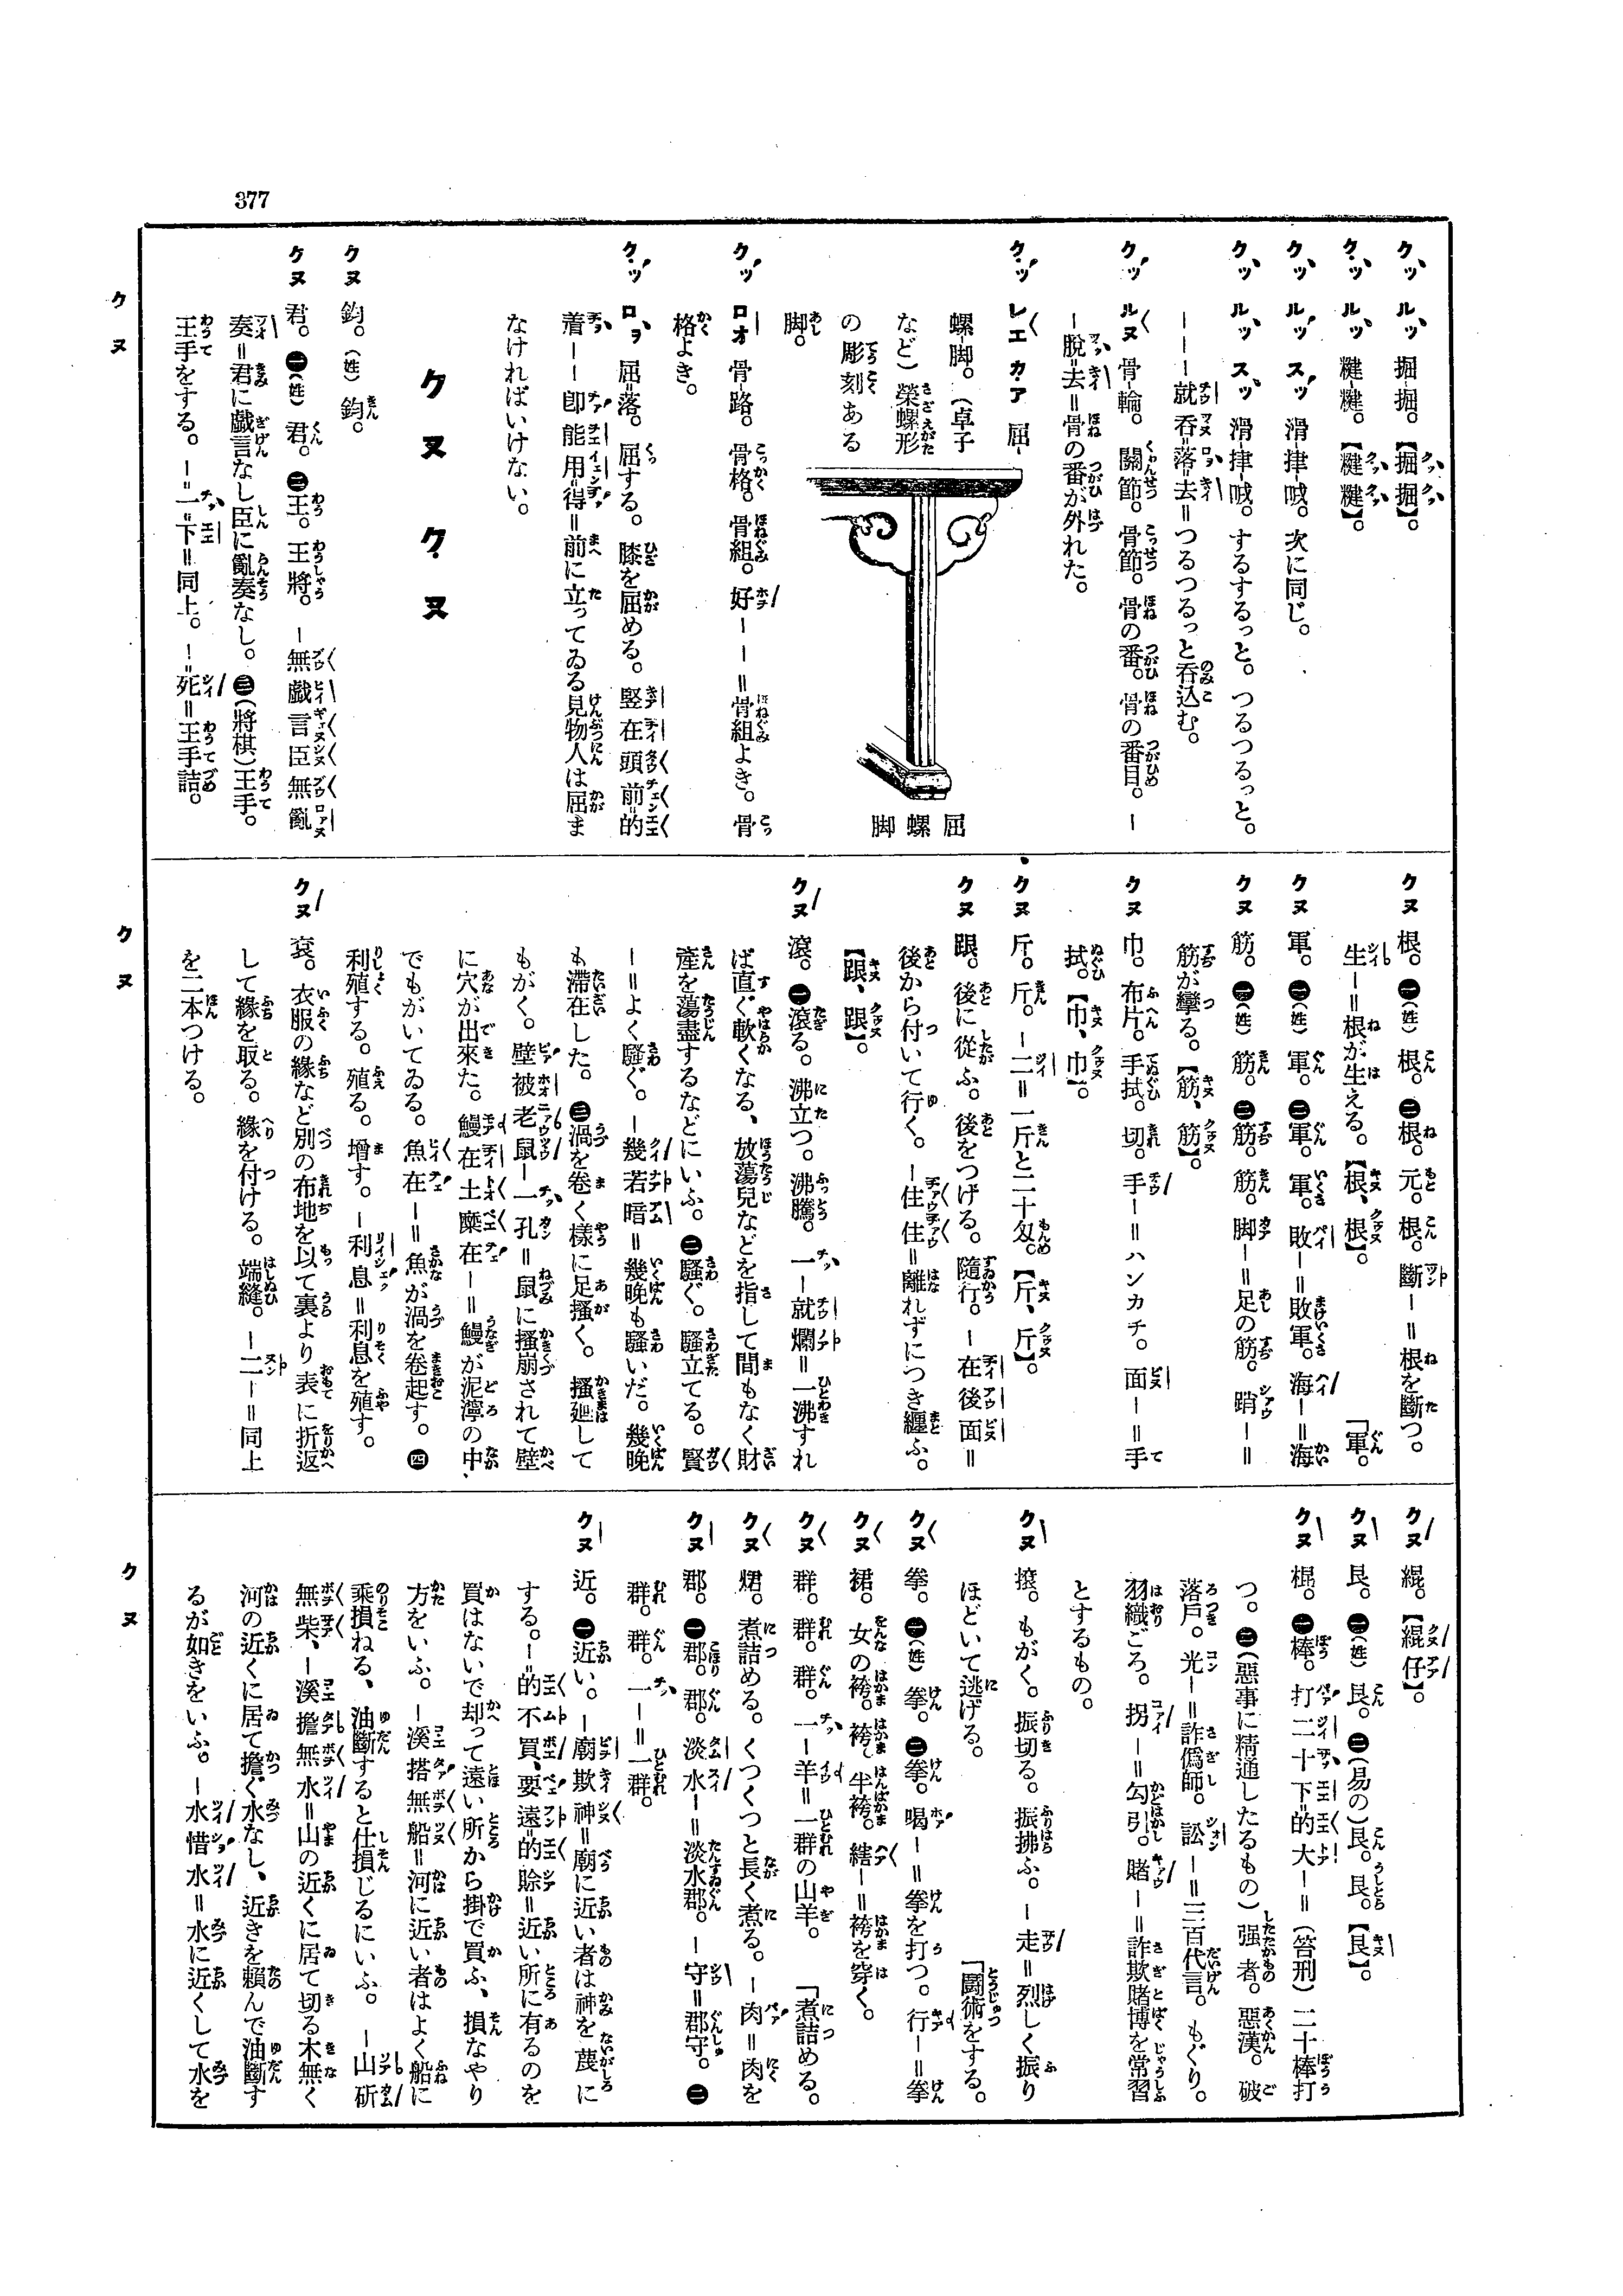 377
クッ ルッ 掘-掘。【掘掘】。
クッ ルッ 旋-旋。【旋旋】。
クッ ルッ スッ 滑-捽-喊。次に同じ。
クッ ルッ スッ 滑-捽-喊。するするっと。つるつるっと。
－－－就呑=落=去＝つるつるっと呑込む。
クッ ルヌ 骨-輪。關節。骨節。骨の番。骨の番目。－
－脫=去＝骨の番が外れた。
クッ レエ カア 屈-
螺-脚。（卓子
など）榮螺形
の彫刻ある
脚。
屈螺脚
クッ ロオ 骨-路。骨格。骨組。好－－＝骨組よき。骨
格よき。
クッ ロヲ 屈=落。屈する。膝を屈める。竪在頭前=的
着－－卽能用=得＝前に立ってゐる見物人は屈ま
なければいけない。
クヌ クヌ
クヌ 鈞。（姓）鈞。
クヌ 君。㊀（姓）君。㊁王。王將。－無戲言臣無亂
奏＝君に戲言なし臣に亂奏なし。㊂（將棋）王手。
王手をする。－=一=下＝同上。－=死＝王手詰。
クヌ
クヌ 根。㊀（姓）根。㊁根。元。根。斷－＝根を斷つ。
生－＝根が生える。【根、根】。
「軍。
クヌ 軍。㊀（姓）軍。㊁軍。軍。敗－＝敗軍。海－＝海
クヌ 筋。㊀（姓）筋。㊁筋。筋。脚－＝足の筋。哨－＝
筋が攣る。【筋、筋】。
クヌ 巾。布片。手拭。切。手－＝ハンカチ。面－＝手
拭。【巾、巾】。
クヌ 斤。斤。－二＝一斤と二十匁。【斤、斤】。
クヌ 跟。後に從ふ。後をつける。隨行。－在後面＝
後から付いて行く。－住住＝離れずにつき纏ふ。
【跟、跟】。
クヌ 滾。㊀滾る。沸立つ。沸騰。一－就爛＝一沸すれ
ば直ぐ軟くなる、放蕩兒などを指して間もなく財
產を蕩盡するなどにいふ。㊁騷ぐ。騷立てる。賢
－＝よく騷ぐ。－幾若暗＝幾晚も騷いだ。幾晚
も滯在した。㊂渦を卷く樣に足搔く。搔廻して
もがく。壁被老鼠－一孔＝鼠に搔崩されて壁
に穴が出來た。鰻在土糜在－＝鰻が泥濘の中
でもがいてゐる。魚在－＝魚が渦を卷起す。㊃
利殖する。殖る。增す。－利息＝利息を殖す。
クヌ 袞。衣服の緣など別の布地を以て裏より表に折返
して緣を取る。緣を付ける。端縫。－二－＝同上
を二本つける。
クヌ
クヌ 緄。【緄仔】。
クヌ 艮。㊀（姓）艮。㊁（易の）艮。艮。【艮】。
クヌ 棍。㊀棒。打二十下=的大－＝（笞刑）二十棒打
つ。㊁（惡事に精通したるもの）强者。惡漢。破
落戶。光－＝詐僞師。訟－＝三百代言。もぐり。
羽織ごろ。拐－＝勾引。賭－＝詐欺賭博を常習
とするもの。
クヌ 㨡。もがく。振切る。振拂ふ。－走＝烈しく振り
ほどいて逃げる。
「鬪術をする。
クヌ 拳。㊀（姓）拳。㊁拳。喝－＝拳を打つ。行－＝拳
クヌ 裙。女の袴。袴。半袴。縖－＝袴を穿く。
クヌ 群。群。群。一－羊＝一群の山羊。
「煮詰める。
クヌ 焄。煮詰める。くつくつと長く煮る。－肉＝肉を
クヌ 郡。㊀郡。郡。淡水－＝淡水郡。－守＝郡守。㊁
群。群。一－＝一群。
クヌ 近。㊀近い。－廟欺神＝廟に近い者は神を蔑に
する。－=的不買、要遠=的賒＝近い所に有るのを
買はないで却って遠い所から掛で買ふ、損なやり
方をいふ。－溪搭無船＝河に近い者はよく船に
乘損ねる、油斷すると仕損じるにいふ。－山斫
無柴、－溪擔無水＝山の近くに居て切る木無く
河の近くに居て擔ぐ水なし、近きを賴んで油斷す
るが如きをいふ。－水惜水＝水に近くして水を
クヌ